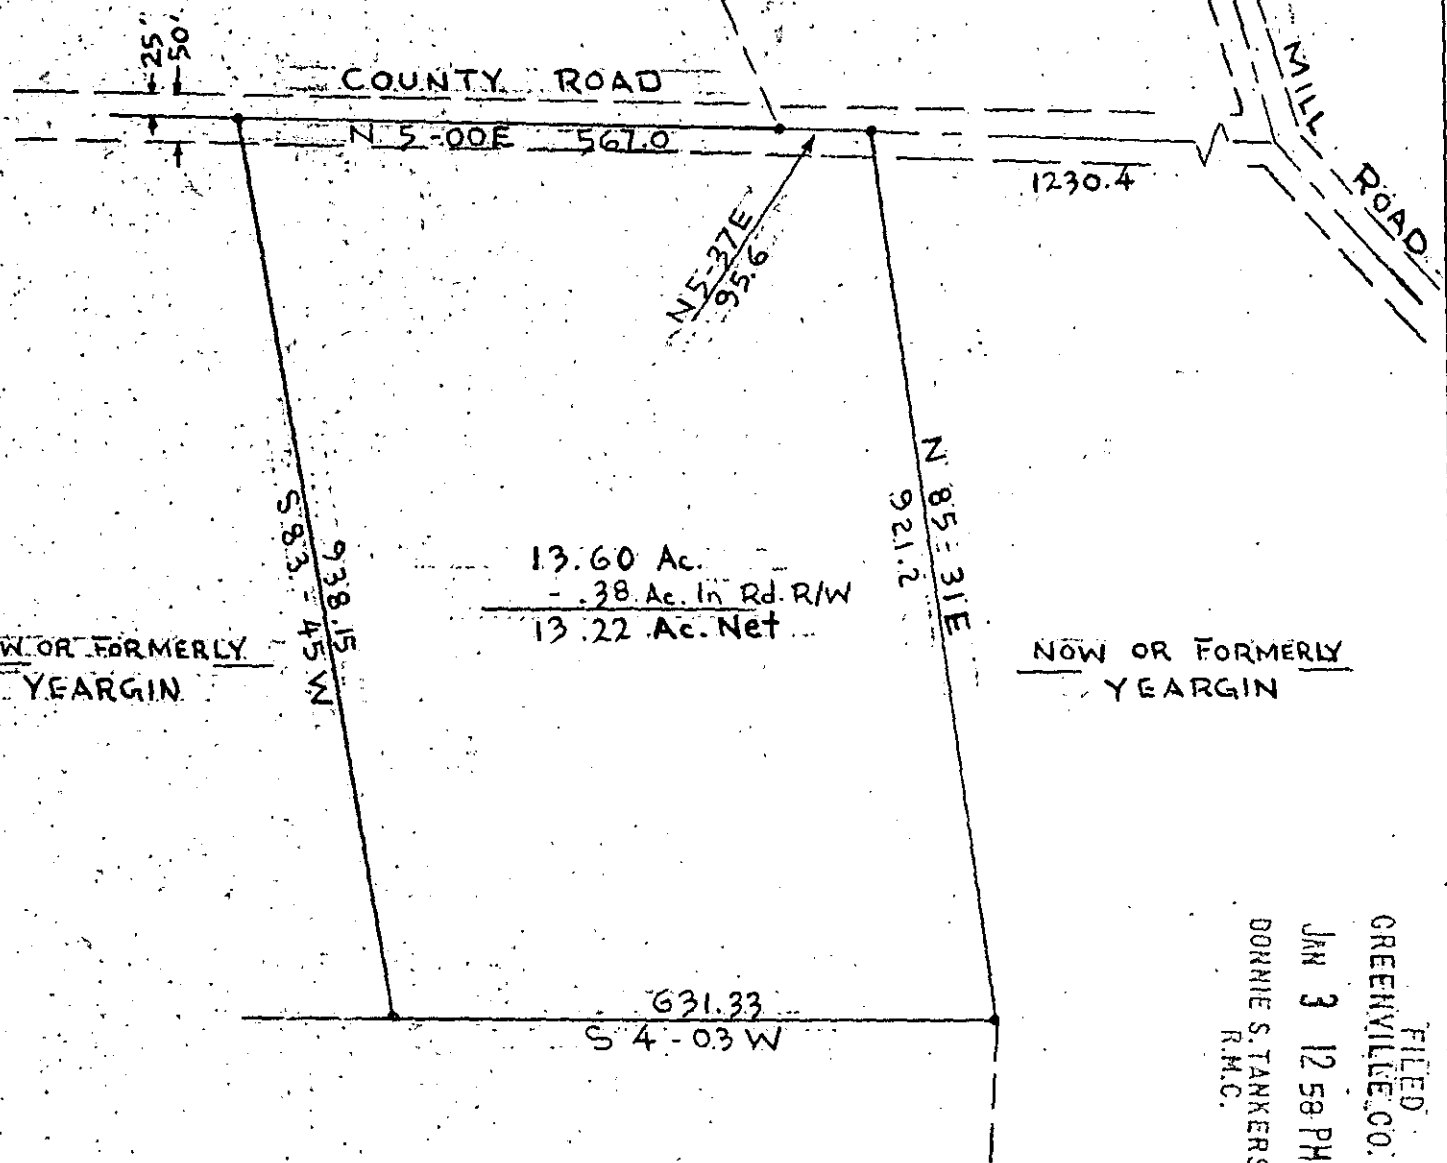 25'
50'
COUNTY ROAD
MILL ROAD
N 5-00E 567.0
1230.4
N 5-37E
95.6
N 85-31E
921.2
938.15
S 83-45 W
13.60 Ac.
- .38 Ac. In Rd. R/W
13.22 Ac. Net
W OR FORMERLY
YEARGIN
NOW OR FORMERLY
YEARGIN
631.33
S 4-03 W
FILED
GREENVILLE CO.
JAN 3 12 58 PM
DONNIE S. TANKERS
R.M.C.